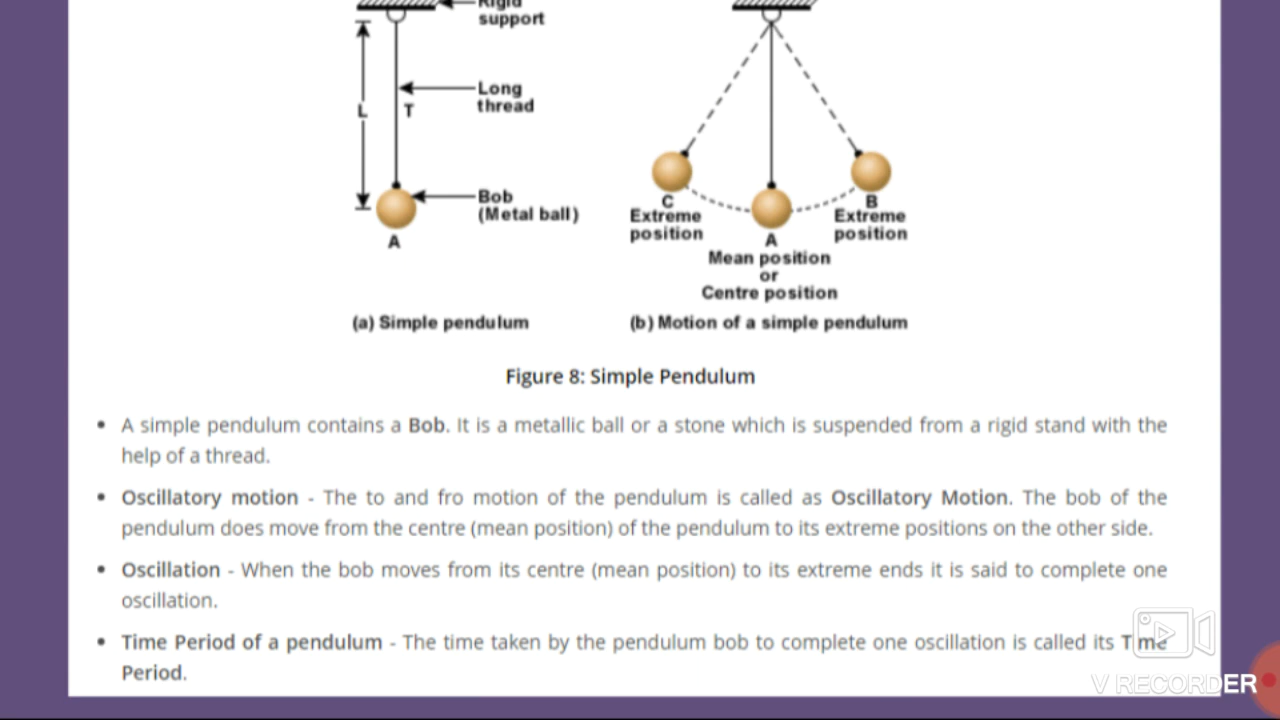 Rigid
support
Long
thread
L
T
Bob
(Metal ball)
A
C
Extreme
position
B
Extreme
position
A
Mean position
or
Centre position
(a) Simple pendulum
(b) Motion of a simple pendulum
Figure 8: Simple Pendulum
• A simple pendulum contains a Bob. It is a metallic ball or a stone which is suspended from a rigid stand with the
help of a thread.
• Oscillatory motion - The to and fro motion of the pendulum is called as Oscillatory Motion. The bob of the
pendulum does move from the centre (mean position) of the pendulum to its extreme positions on the other side.
• Oscillation - When the bob moves from its centre (mean position) to its extreme ends it is said to complete one
oscillation.
• Time Period of a pendulum - The time taken by the pendulum bob to complete one oscillation is called its Time
Period.
V RECORDER